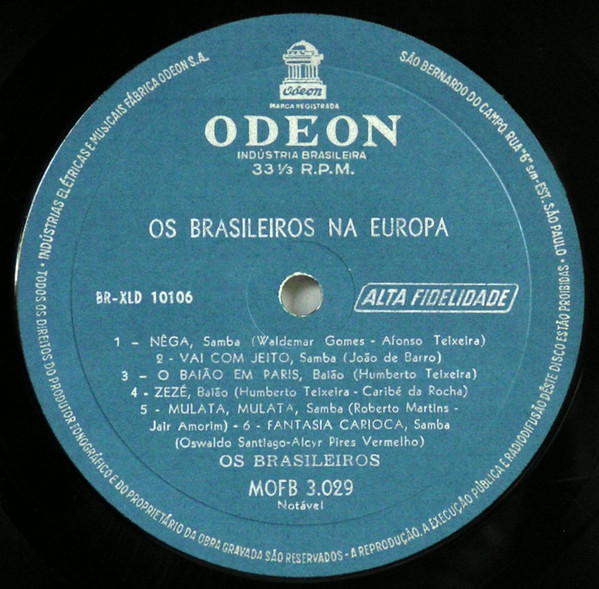 INDÚSTRIAS ELÉTRICAS E MUSICAIS FÁBRICA ODEON S.A.
SÃO BERNARDO DO CAMPO, RUA "6" s/n-EST. SÃO PAULO
Odeon
MARCA REGISTRADA
ODEON
INDÚSTRIA BRASILEIRA
33 1/3 R.P.M.
OS BRASILEIROS NA EUROPA
BR-XLD 10106
ALTA FIDELIDADE
1 - NÊGA, Samba (Waldemar Gomes - Afonso Teixeira)
2 - VAI COM JEITO, Samba (João de Barro)
3 - O BAIÃO EM PARIS, Baião (Humberto Teixeira)
4 - ZEZÉ, Baião (Humberto Teixeira - Caribé da Rocha)
5 - MULATA, MULATA, Samba (Roberto Martins -
Jair Amorim) - 6 - FANTASIA CARIOCA, Samba
(Oswaldo Santiago-Alcyr Pires Vermelho)
OS BRASILEIROS
MOFB 3.029
Notável
• TODOS OS DIREITOS DO PRODUTOR FONOGRÁFICO E DO PROPRIETÁRIO DA OBRA GRAVADA SÃO RESERVADOS - A REPRODUÇÃO, A EXECUÇÃO PÚBLICA E RADIODIFUSÃO DÊSTE DISCO ESTÃO PROIBIDAS •